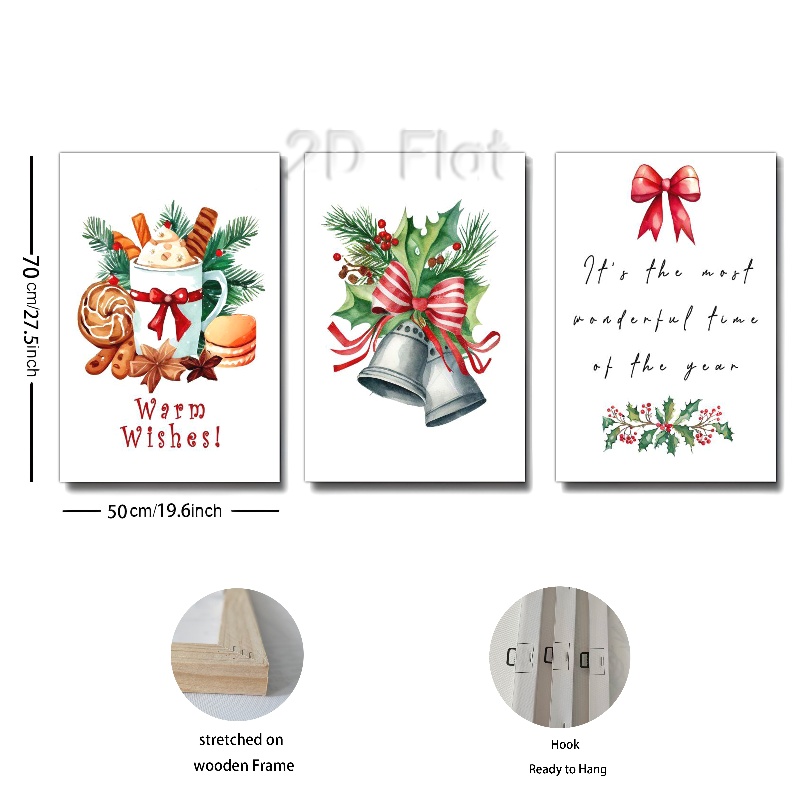 2D Flat
70 cm/27.5inch
Warm
Wishes!
It's the most
wonderful time
of the year
50 cm/19.6inch
stretched on
wooden Frame
Hook
Ready to Hang